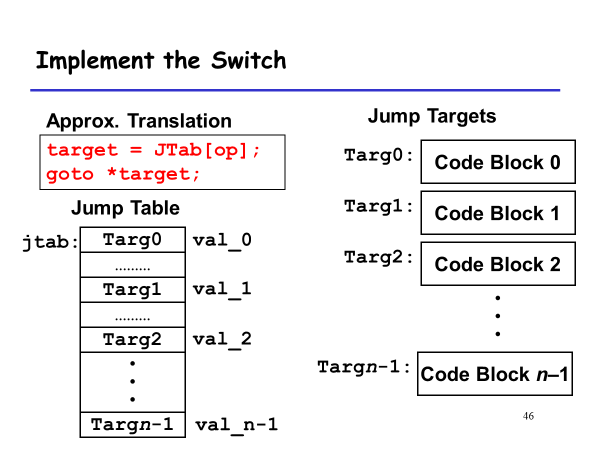 Implement the Switch
Approx. Translation
target = JTab[op];
goto *target;
Jump Table
jtab: Targ0 val_0
.........
Targ1 val_1
.........
Targ2 val_2
•
•
•
Targn-1 val_n-1
Jump Targets
Targ0: Code Block 0
Targ1: Code Block 1
Targ2: Code Block 2
•
•
•
Targn-1: Code Block n–1
46